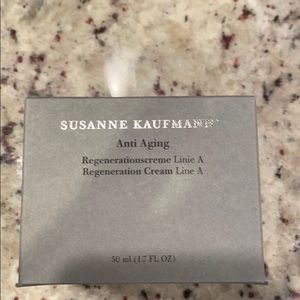 SUSANNE KAUFMANN
Anti Aging
Regenerationscreme Linie A
Regeneration Cream Line A
50 ml (1.7 FL OZ)